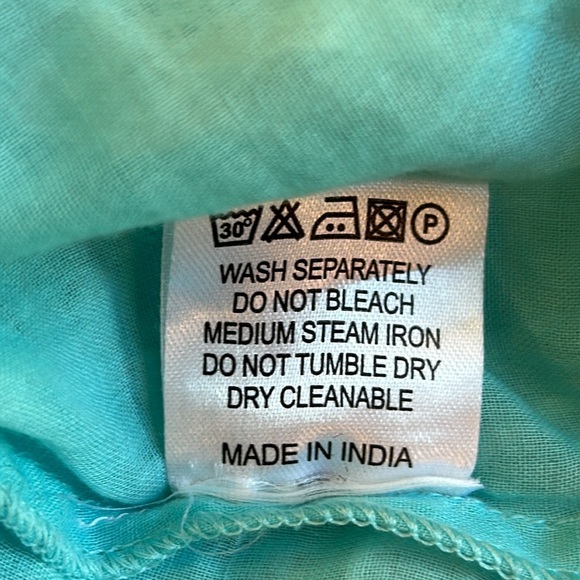 30° P
WASH SEPARATELY
DO NOT BLEACH
MEDIUM STEAM IRON
DO NOT TUMBLE DRY
DRY CLEANABLE
MADE IN INDIA